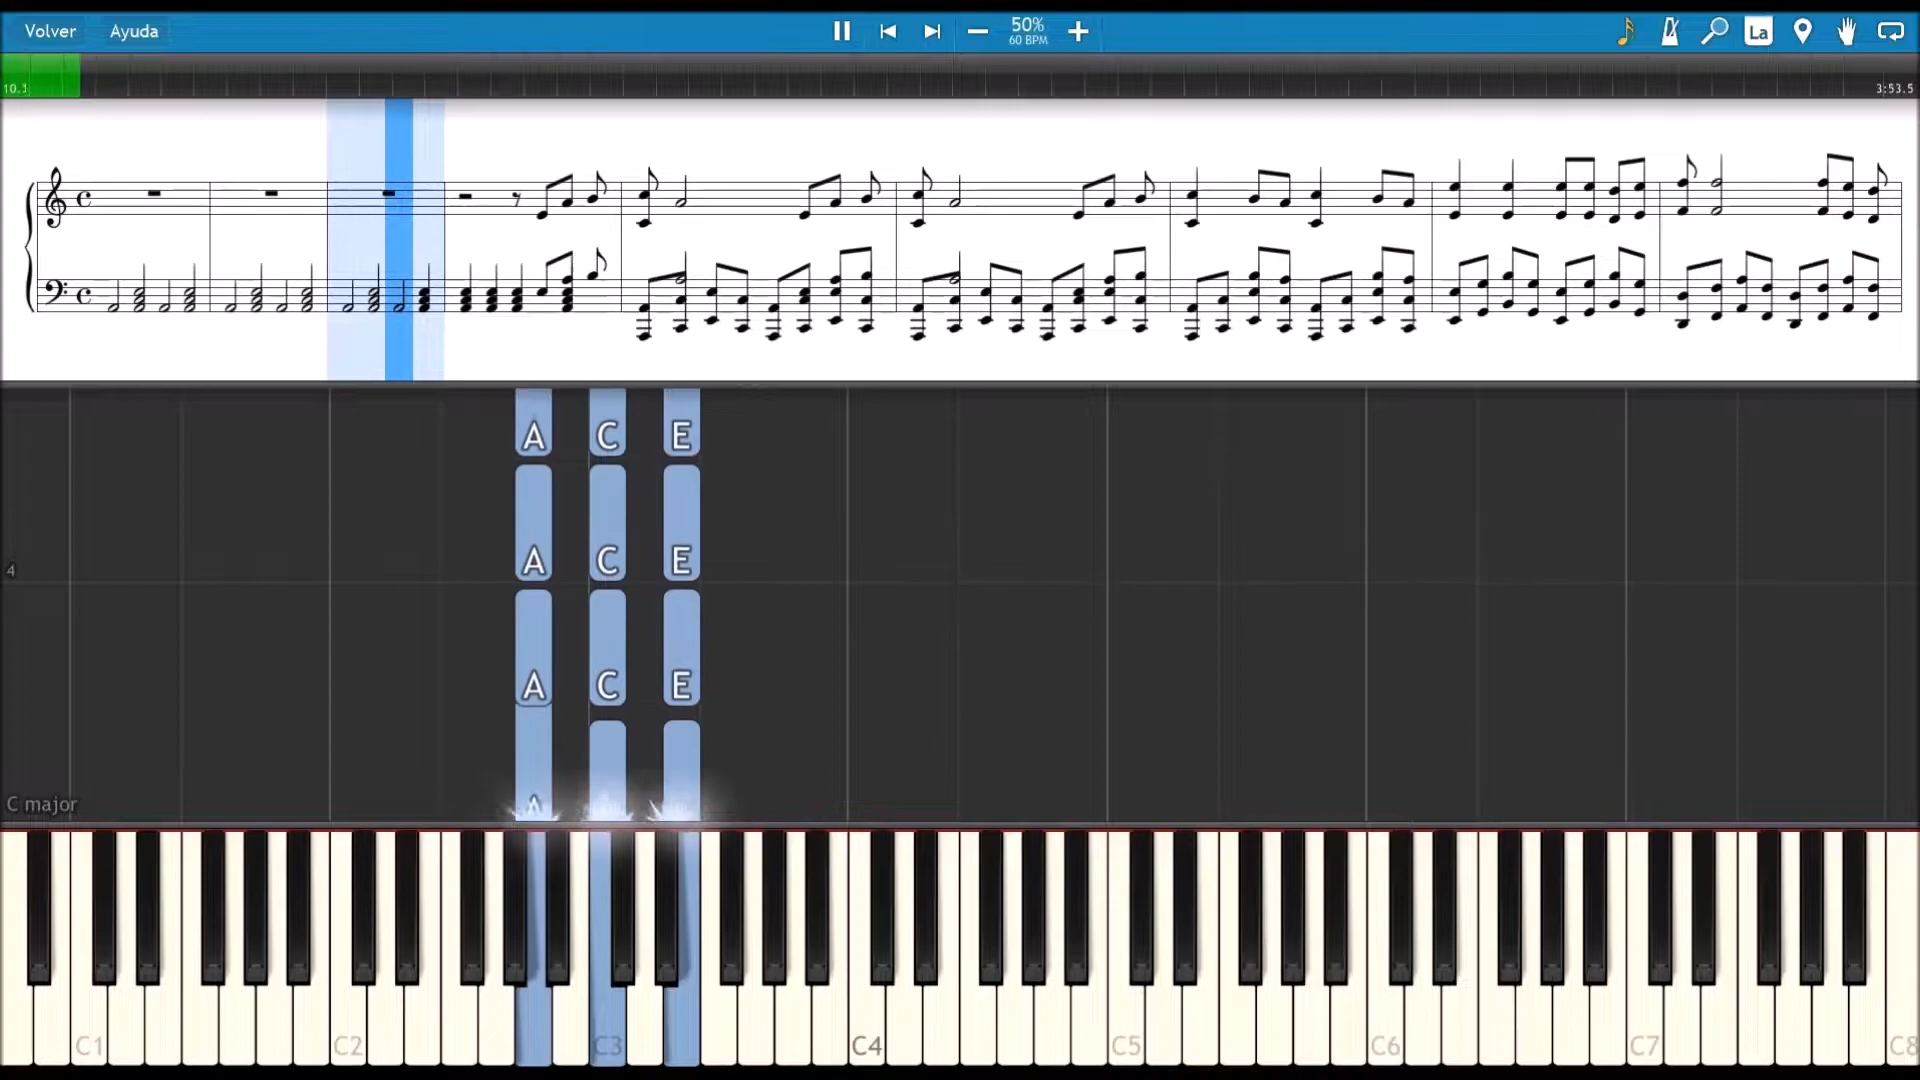 Volver Ayuda 50% La
60 BPM
10.1 3:53.5
A C E
A C E
4
A C E
A
C major
C1 C2 C3 C4 C5 C6 C7 C8